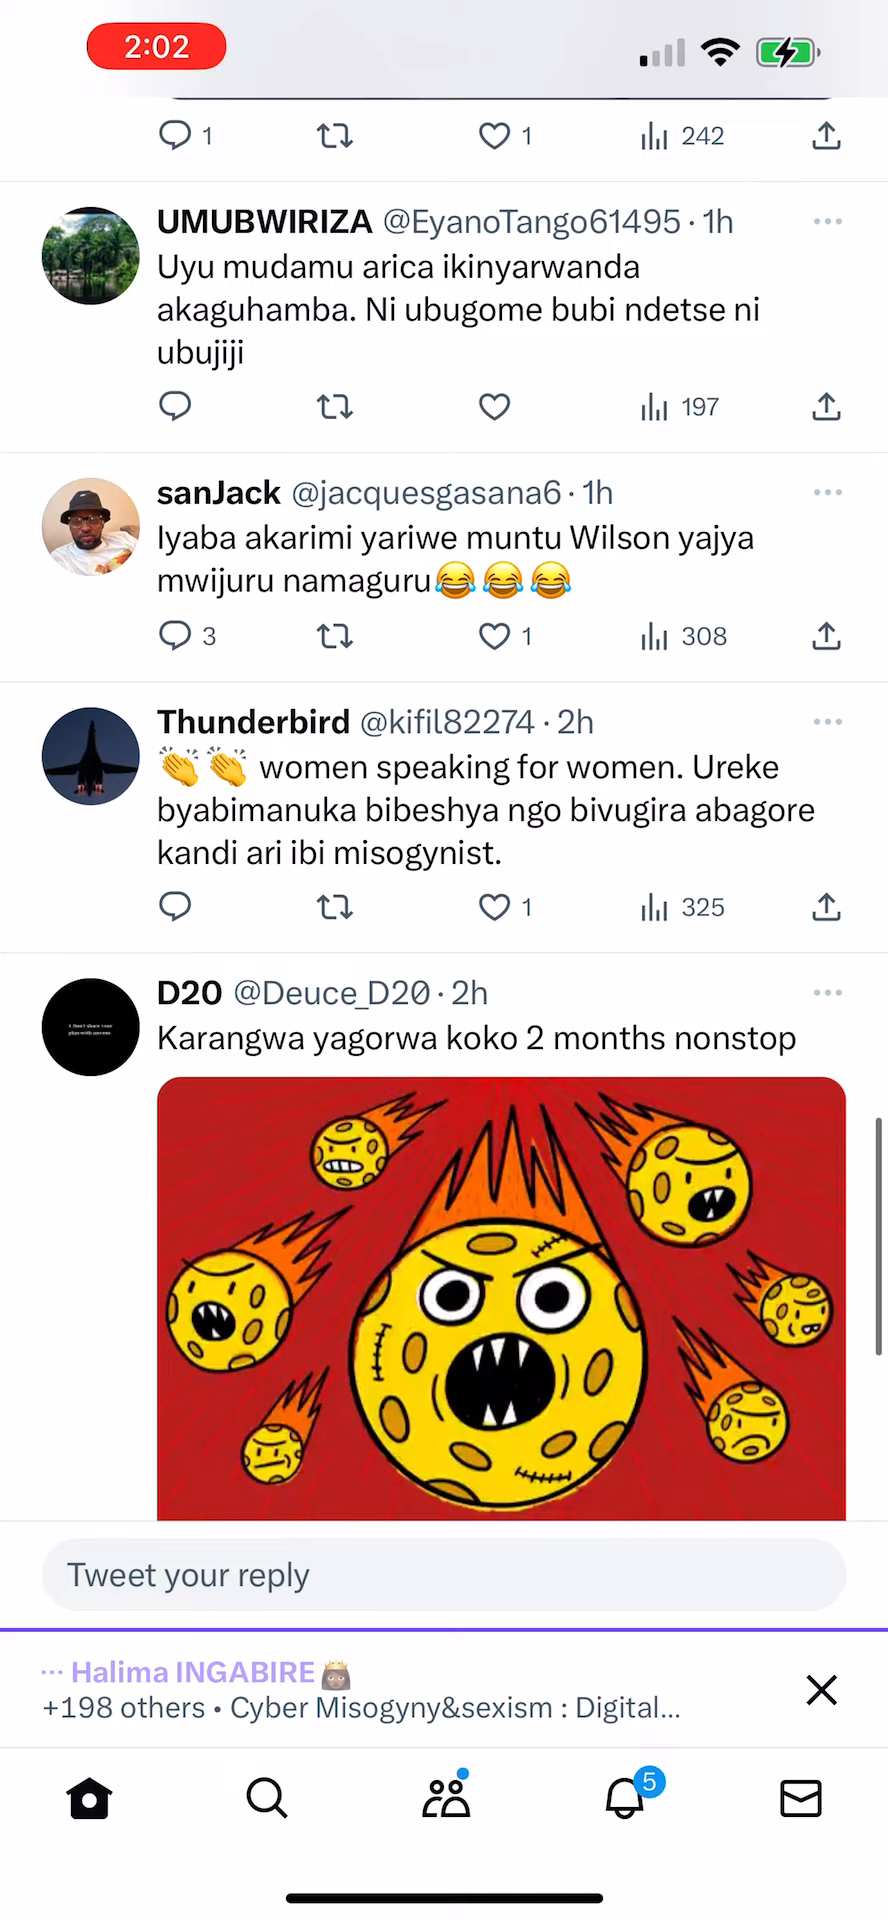 2:02
1
1
242
UMUBWIRIZA @EyanoTango61495 · 1h
Uyu mudamu arica ikinyarwanda
akaguhamba. Ni ubugome bubi ndetse ni
ubujiji
197
sanJack @jacquesgasana6 · 1h
Iyaba akarimi yariwe muntu Wilson yajya
mwijuru namaguru😂😂😂
3
1
308
Thunderbird @kifil82274 · 2h
👏👏 women speaking for women. Ureke
byabimanuka bibeshya ngo bivugira abagore
kandi ari ibi misogynist.
1
325
D20 @Deuce_D20 · 2h
Karangwa yagorwa koko 2 months nonstop
Tweet your reply
··· Halima INGABIRE👸🏾
+198 others • Cyber Misogyny&sexism : Digital...
5